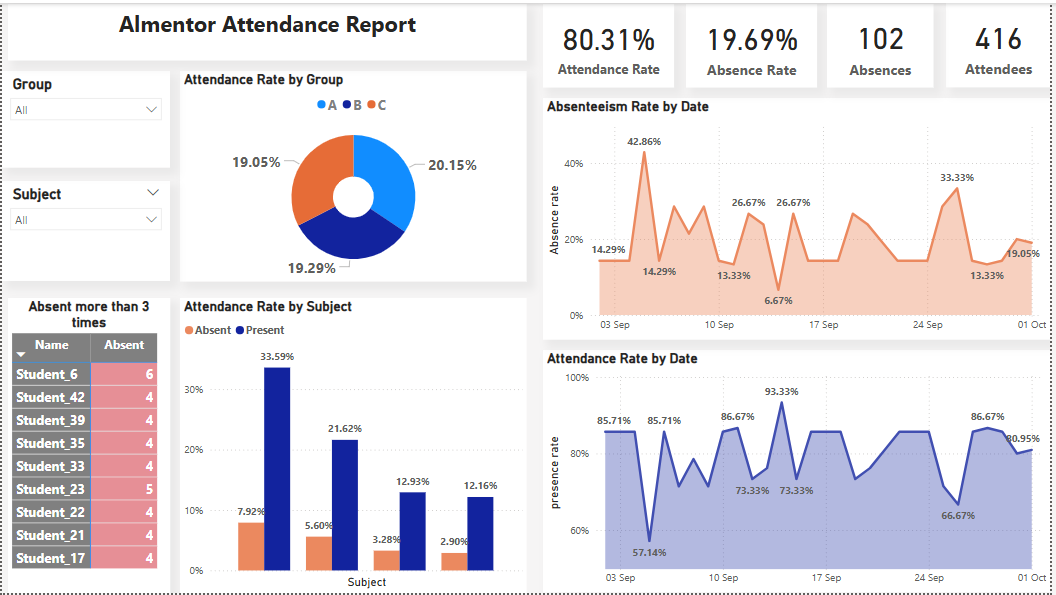 Almentor Attendance Report
80.31%
Attendance Rate
19.69%
Absence Rate
102
Absences
416
Attendees
Group
All
Subject
All
Absent more than 3
times
Name Absent
Student_6 6
Student_42 4
Student_39 4
Student_35 4
Student_33 4
Student_23 5
Student_22 4
Student_21 4
Student_17 4
Attendance Rate by Group
A B C
19.05%
20.15%
19.29%
Attendance Rate by Subject
Absent Present
33.59%
30%
21.62%
20%
12.93%
12.16%
10%
7.92%
5.60%
3.28%
2.90%
0%
Subject
Absenteeism Rate by Date
Absence rate
42.86%
40%
33.33%
26.67% 26.67%
20%
14.29%
19.05%
14.29%
13.33%
13.33%
6.67%
0%
03 Sep 10 Sep 17 Sep 24 Sep 01 Oct
Attendance Rate by Date
presence rate
100%
93.33%
85.71% 85.71% 86.67% 86.67%
80.95%
80%
73.33% 73.33%
66.67%
60%
57.14%
03 Sep 10 Sep 17 Sep 24 Sep 01 Oct